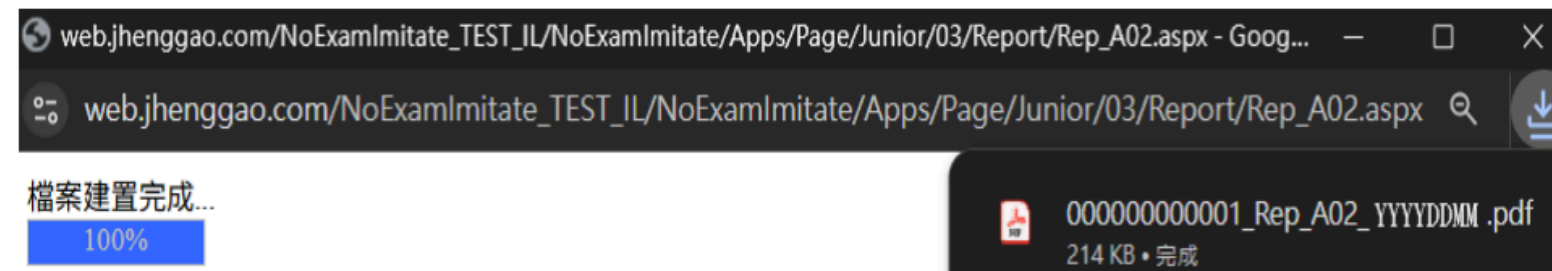 web.jhenggao.com/NoExamImitate_TEST_IL/NoExamImitate/Apps/Page/Junior/03/Report/Rep_A02.aspx - Goog...
web.jhenggao.com/NoExamImitate_TEST_IL/NoExamImitate/Apps/Page/Junior/03/Report/Rep_A02.aspx
檔案建置完成...
100%
000000000001_Rep_A02_YYYYDDMM .pdf
214 KB • 完成